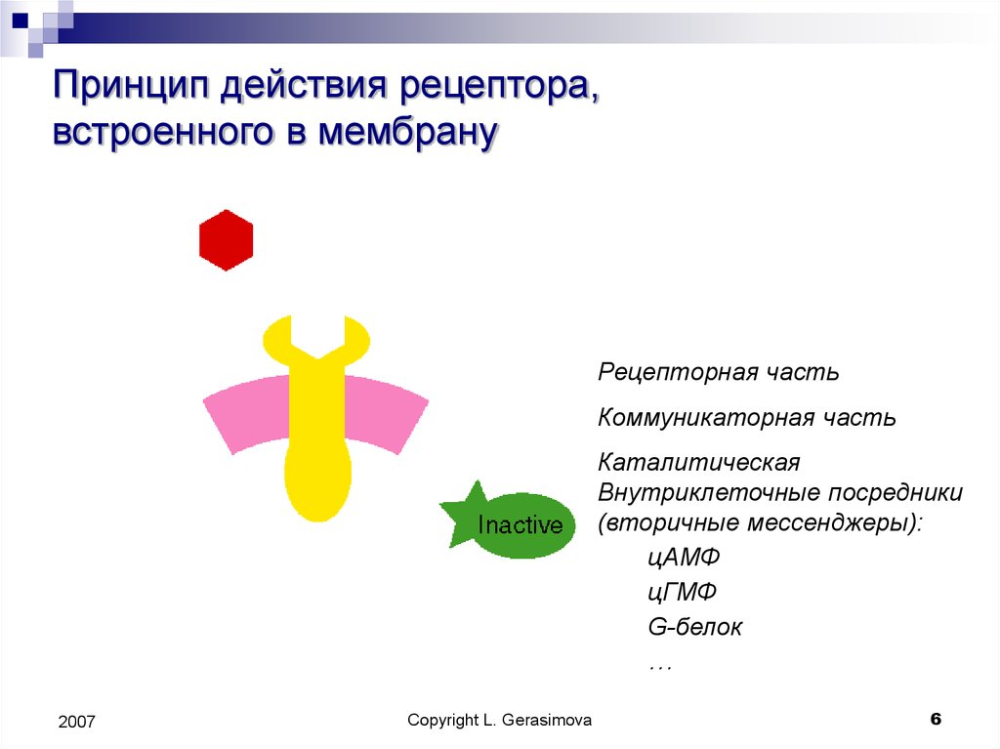 Принцип действия рецептора,
встроенного в мембрану
Рецепторная часть
Коммуникаторная часть
Каталитическая
Внутриклеточные посредники
(вторичные мессенджеры):
цАМФ
цГМФ
G-белок
…
Inactive
2007
Copyright L. Gerasimova
6